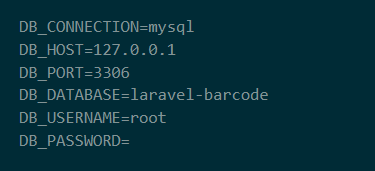 DB_CONNECTION=mysql
DB_HOST=127.0.0.1
DB_PORT=3306
DB_DATABASE=laravel-barcode
DB_USERNAME=root
DB_PASSWORD=